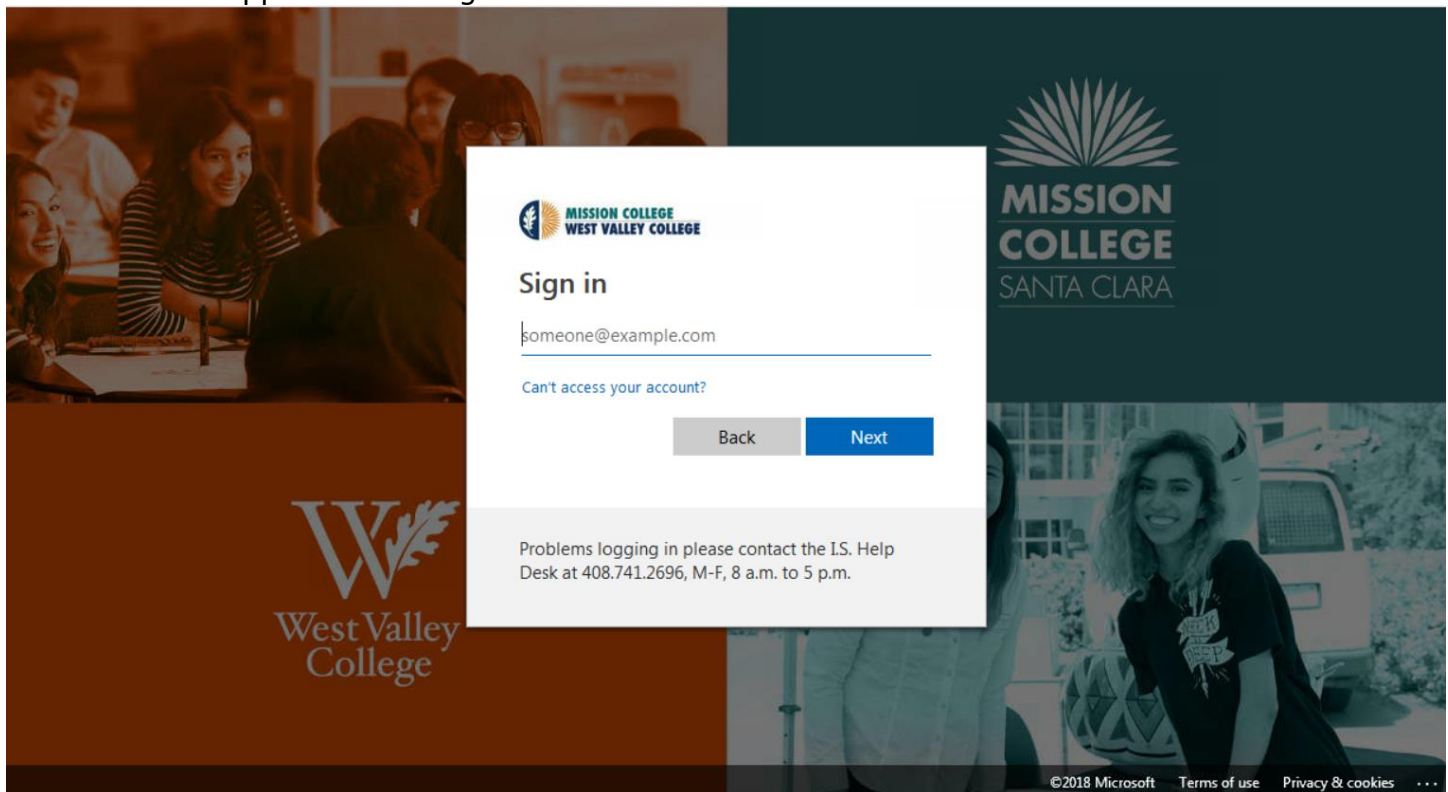 MISSION COLLEGE
WEST VALLEY COLLEGE
Sign in
someone@example.com
Can't access your account?
Back
Next
Problems logging in please contact the I.S. Help
Desk at 408.741.2696, M-F, 8 a.m. to 5 p.m.
MISSION
COLLEGE
SANTA CLARA
West Valley
College
NECK
DEEP
©2018 Microsoft Terms of use Privacy & cookies ...